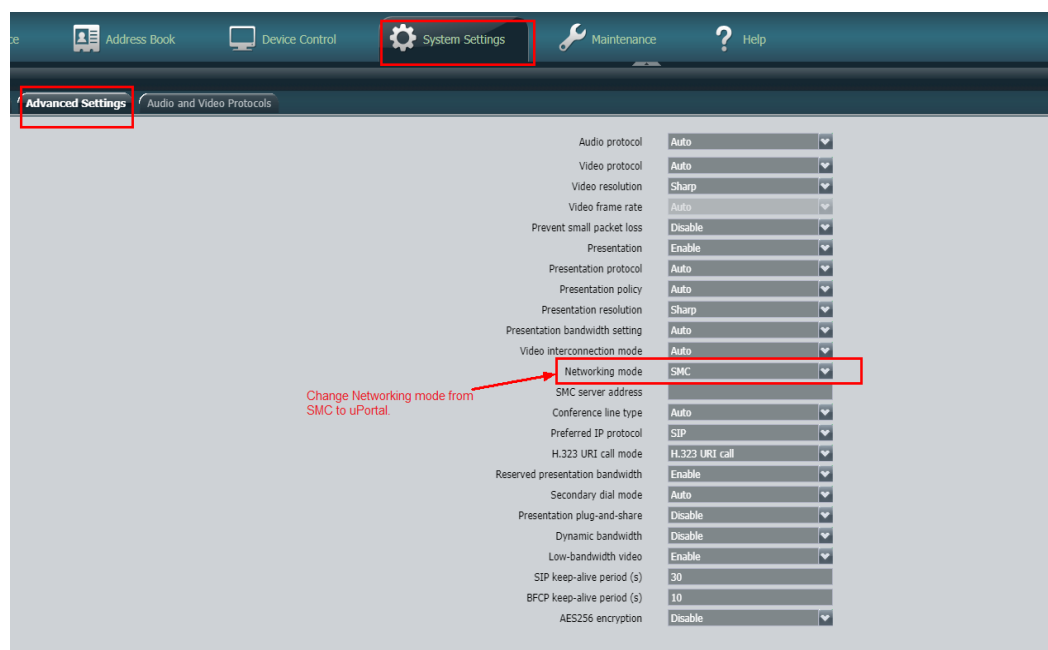 ce Address Book Device Control System Settings Maintenance ? Help
Advanced Settings Audio and Video Protocols
Audio protocol Auto
Video protocol Auto
Video resolution Sharp
Video frame rate Auto
Prevent small packet loss Disable
Presentation Enable
Presentation protocol Auto
Presentation policy Auto
Presentation resolution Sharp
Presentation bandwidth setting Auto
Video interconnection mode Auto
Networking mode SMC
Change Networking mode from
SMC to uPortal.
SMC server address
Conference line type Auto
Preferred IP protocol SIP
H.323 URI call mode H.323 URI call
Reserved presentation bandwidth Enable
Secondary dial mode Auto
Presentation plug-and-share Disable
Dynamic bandwidth Disable
Low-bandwidth video Enable
SIP keep-alive period (s) 30
BFCP keep-alive period (s) 10
AES256 encryption Disable